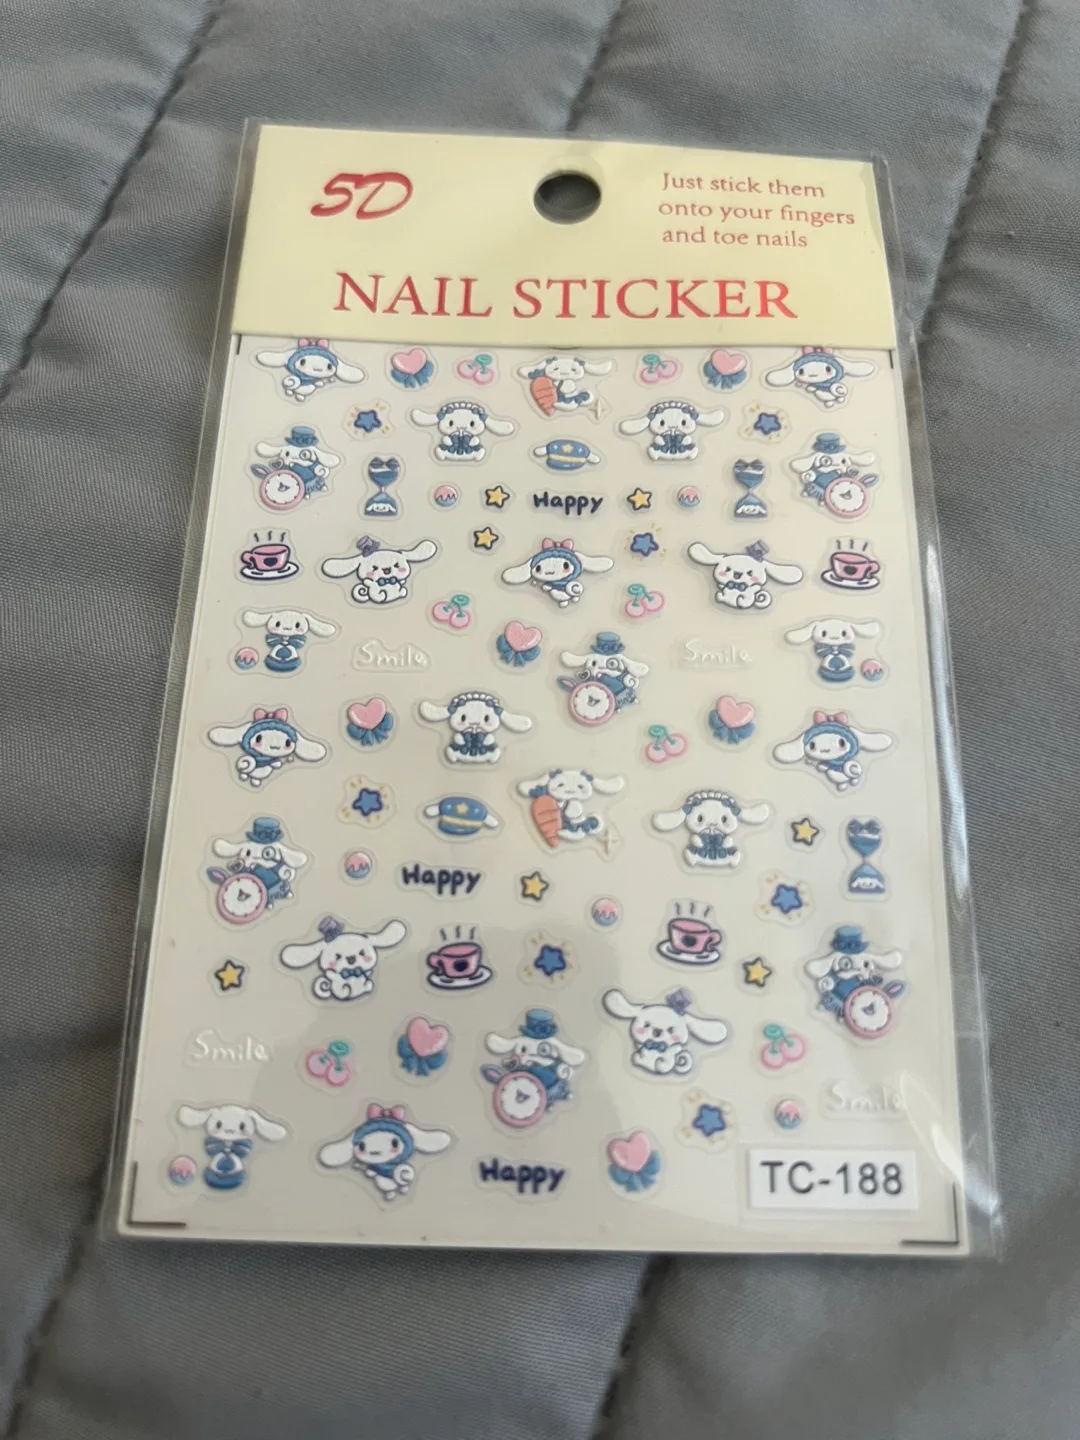 5D
Just stick them
onto your fingers
and toe nails
NAIL STICKER
Happy
Smile
Smile
Happy
Smile
Smile
Happy
TC-188